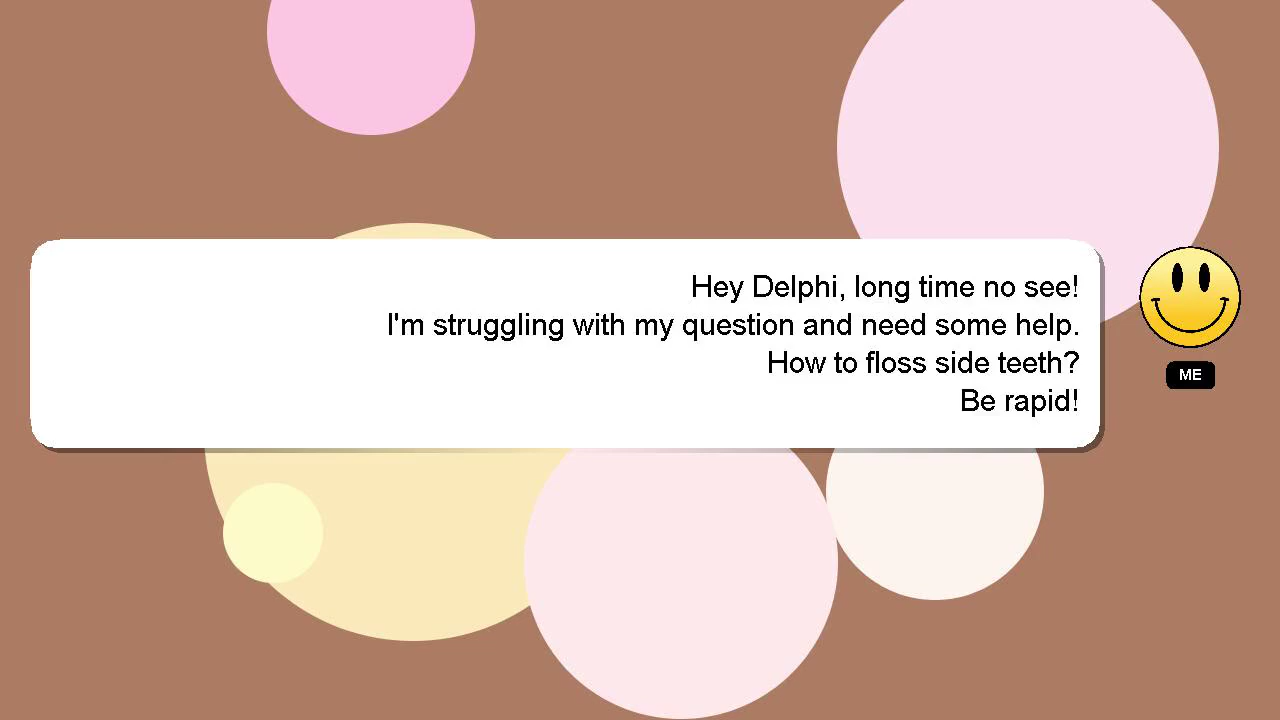 Hey Delphi, long time no see!
I'm struggling with my question and need some help.
How to floss side teeth?
Be rapid!
ME